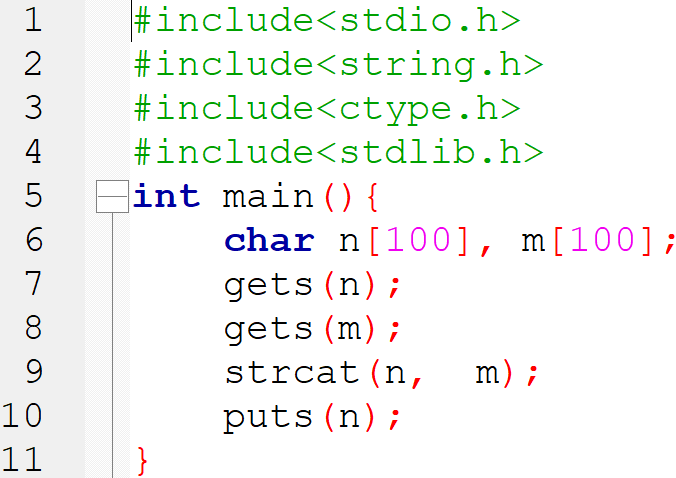 1 #include<stdio.h>
2 #include<string.h>
3 #include<ctype.h>
4 #include<stdlib.h>
5 int main(){
6 char n[100], m[100];
7 gets(n);
8 gets(m);
9 strcat(n,  m);
10 puts(n);
11 }